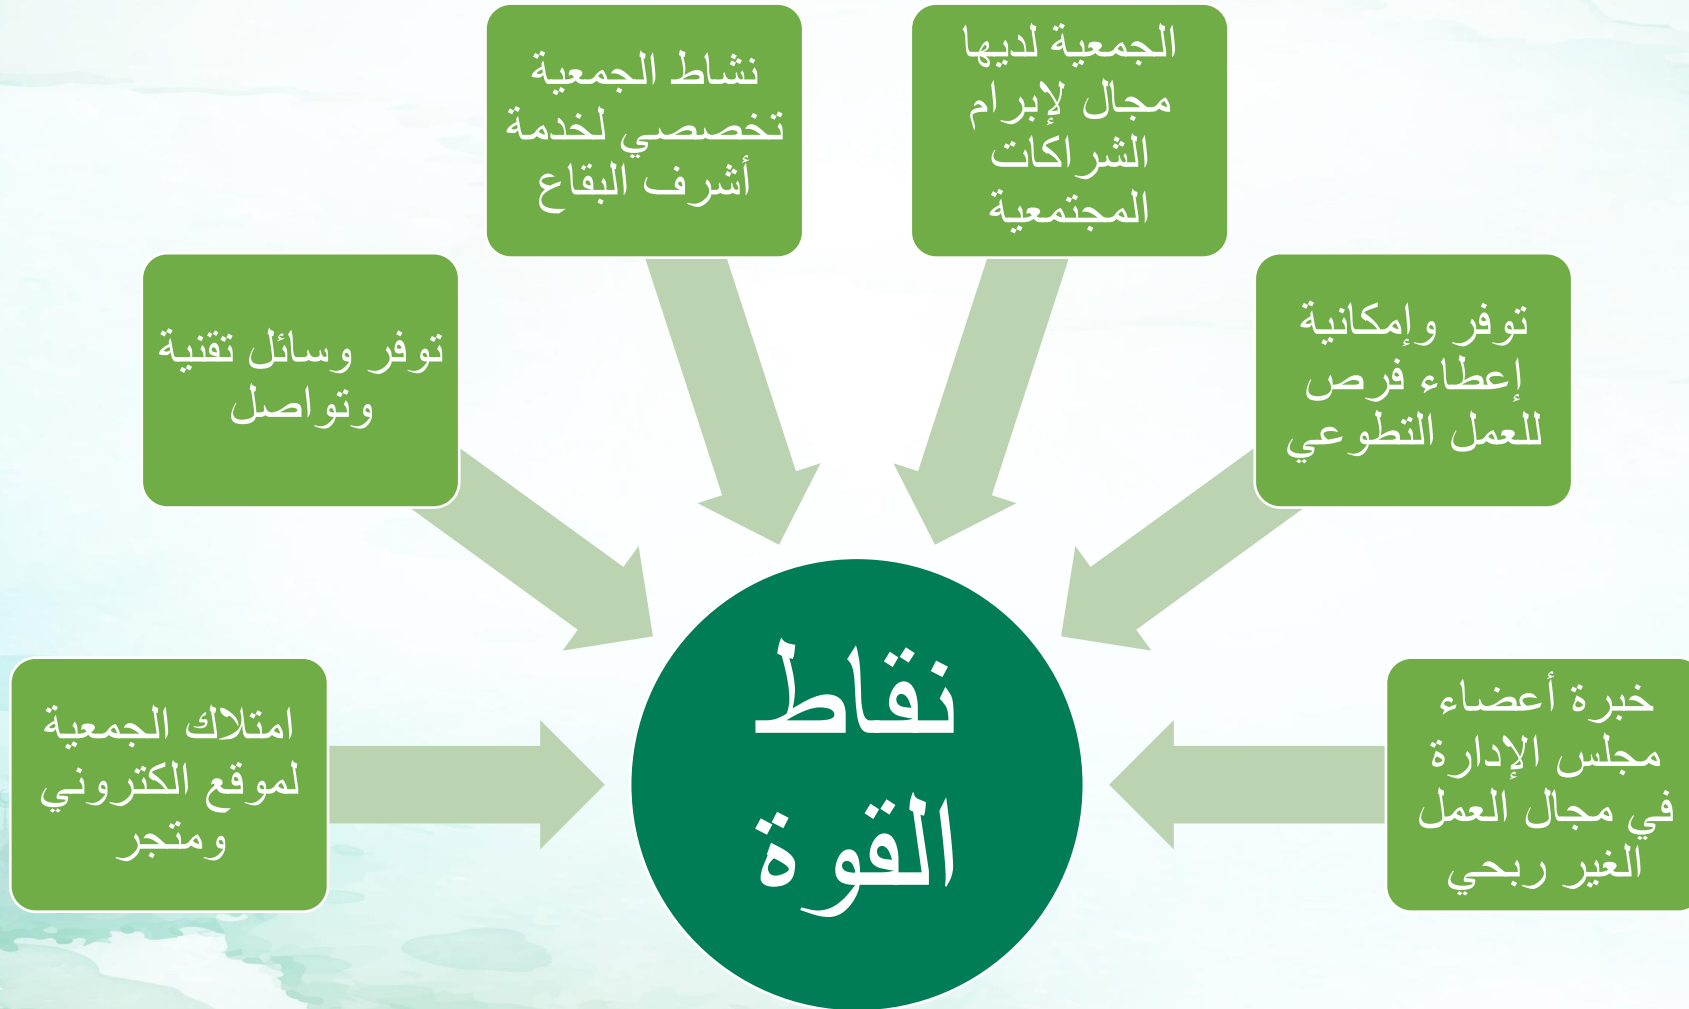 الجمعية لديها
مجال لإبرام
الشراكات
المجتمعية
نشاط الجمعية
تخصصي لخدمة
أشرف البقاع
توفر وإمكانية
إعطاء فرص
للعمل التطوعي
توفر وسائل تقنية
وتواصل
خبرة أعضاء
مجلس الإدارة
في مجال العمل
الغير ربحي
نقاط
القوة
امتلاك الجمعية
لموقع الكتروني
ومتجر